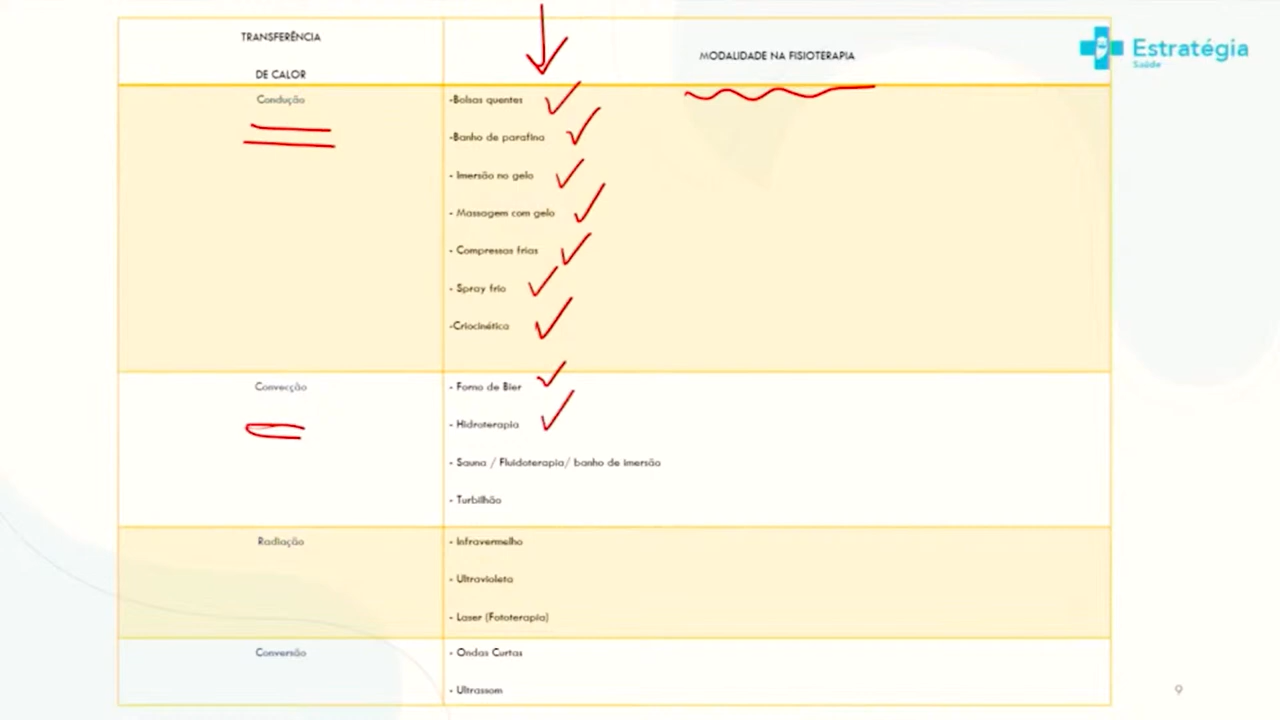 TRANSFERÊNCIA
DE CALOR
MODALIDADE NA FISIOTERAPIA
Estratégia
Saúde
Condução
-Bolsas quentes
-Banho de parafina
- Imersão no gelo
- Massagem com gelo
- Compressas frias
- Spray frio
-Criocinética
Convecção
- Forno de Bier
- Hidroterapia
- Sauna / Fluidoterapia/ banho de imersão
- Turbilhão
Radiação
- Infravermelho
- Ultravioleta
- Laser (Fototerapia)
Conversão
- Ondas Curtas
- Ultrassom
9